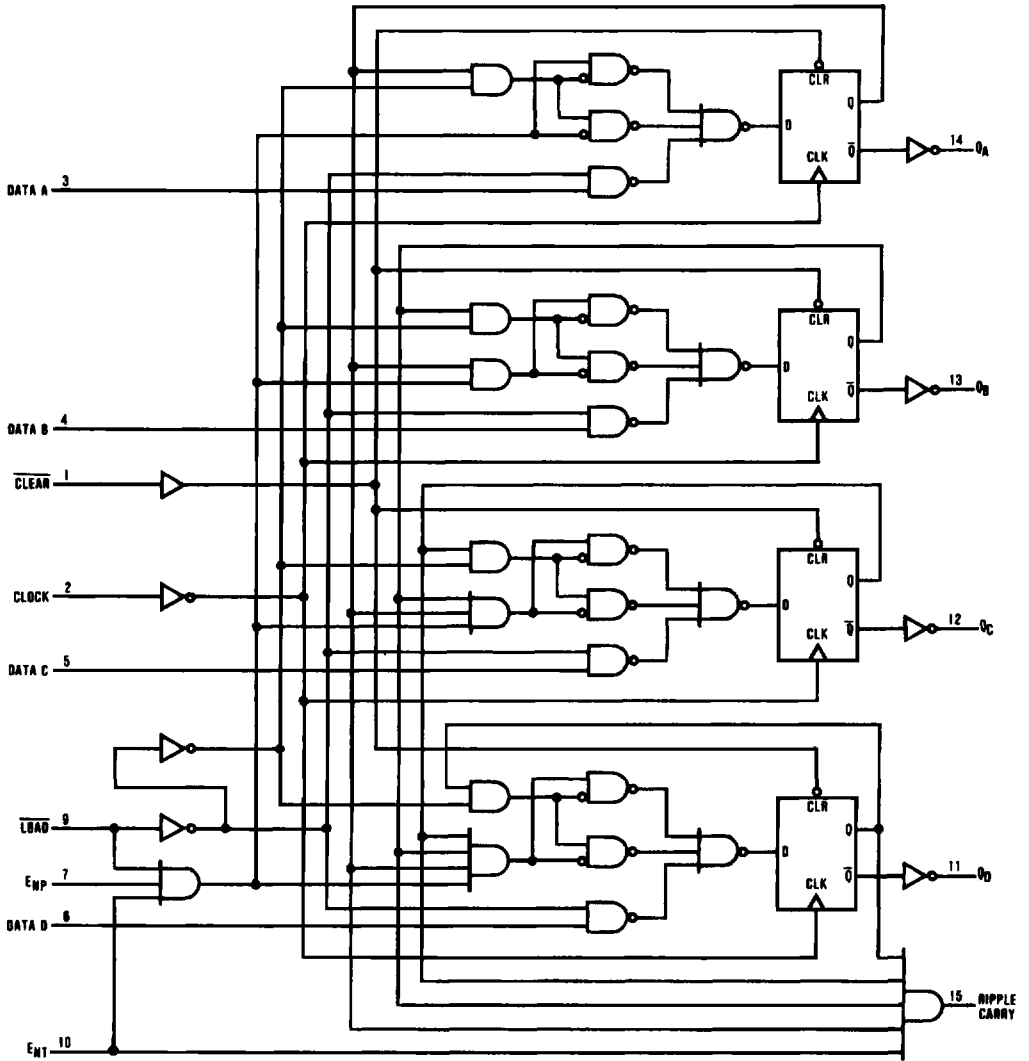 CLR
Q
D
Q
14
QA
CLK
3
DATA A
CLR
Q
D
Q
13
QB
CLK
4
DATA B
CLEAR 1
CLR
Q
CLOCK 2
D
Q
12
QC
CLK
5
DATA C
CLR
LOAD 9
Q
D
ENP 7
Q
11
QD
CLK
6
DATA D
15
RIPPLE
CARRY
ENT 10